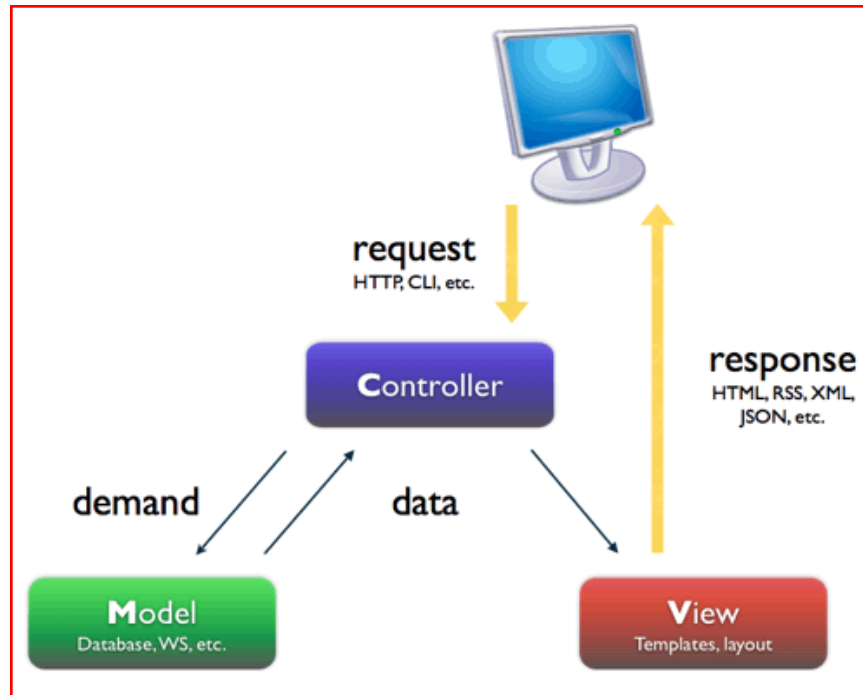 request
HTTP, CLI, etc.
Controller
response
HTML, RSS, XML,
JSON, etc.
demand
data
Model
Database, WS, etc.
View
Templates, layout